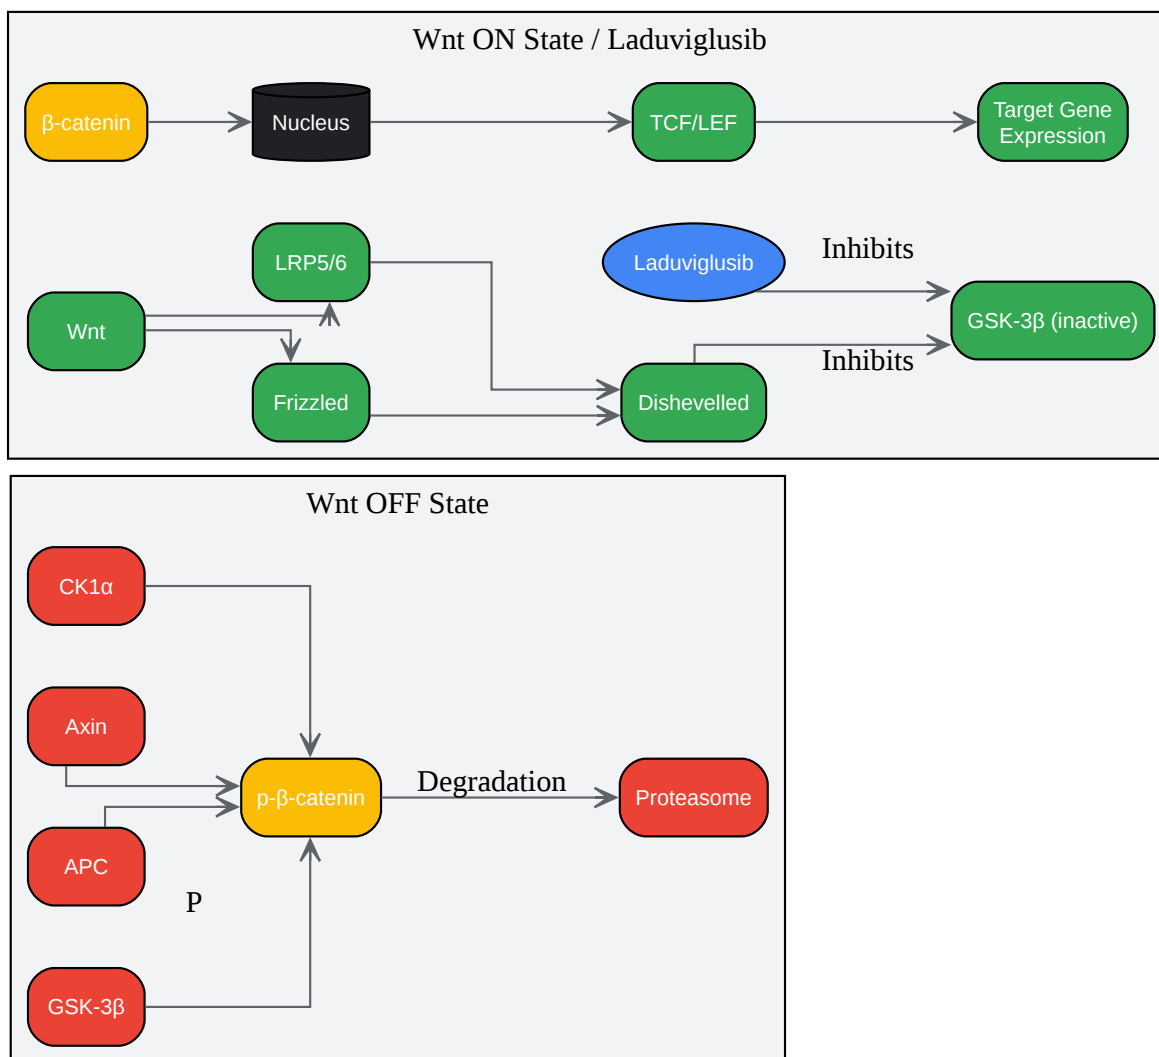 Wnt ON State / Laduviglusib
β-catenin
Nucleus
TCF/LEF
Target Gene
Expression
LRP5/6
Laduviglusib
Inhibits
Wnt
GSK-3β (inactive)
Inhibits
Frizzled
Dishevelled
Wnt OFF State
CK1α
Axin
p-β-catenin
Degradation
Proteasome
APC
P
GSK-3β